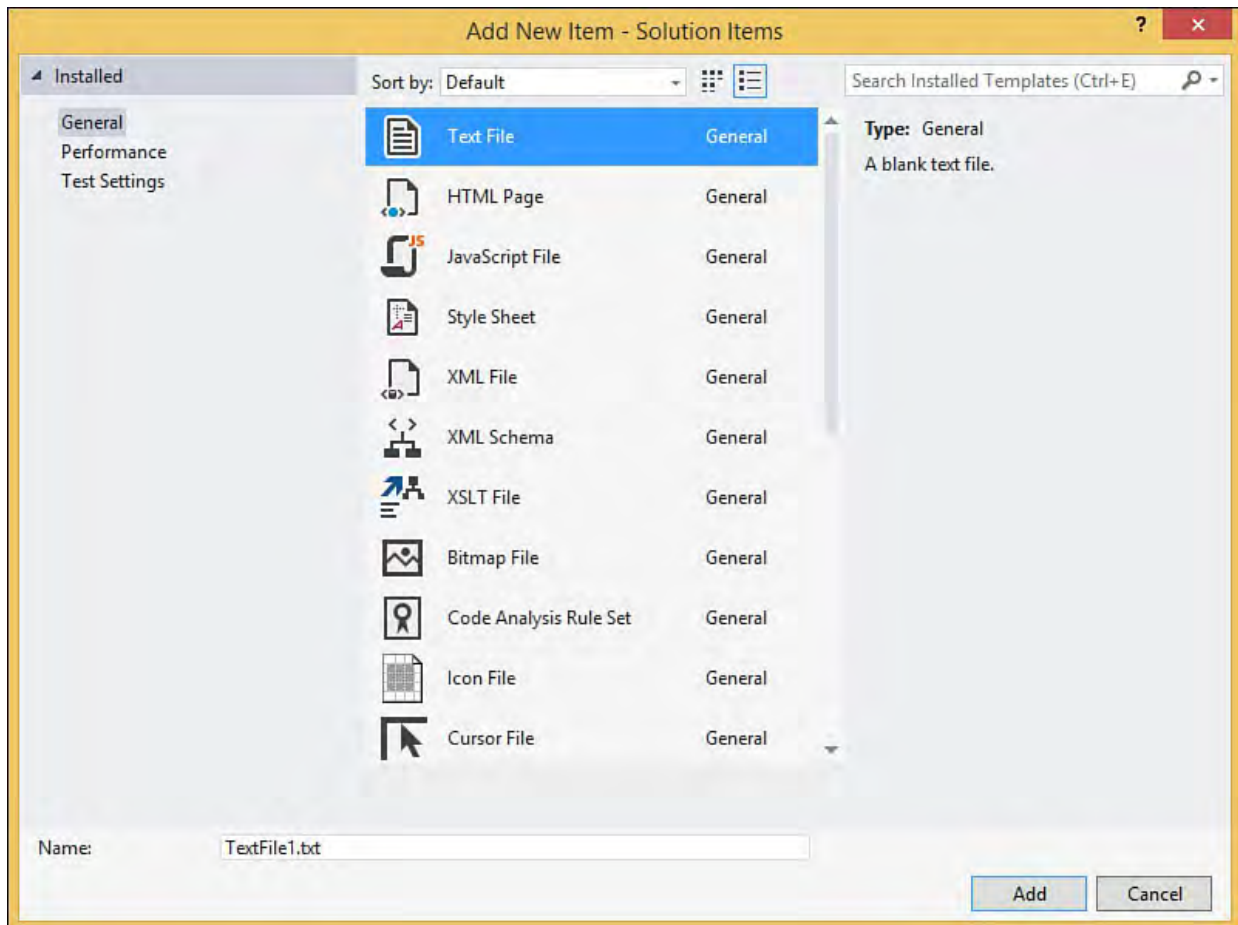 Add New Item - Solution Items
?
Installed
General
Performance
Test Settings
Sort by: Default
Search Installed Templates (Ctrl+E)
Text File General
HTML Page General
JS
JavaScript File General
A
Style Sheet General
XML File General
XML Schema General
XSLT File General
Bitmap File General
Code Analysis Rule Set General
Icon File General
Cursor File General
Type: General
A blank text file.
Name: TextFile1.txt
Add Cancel